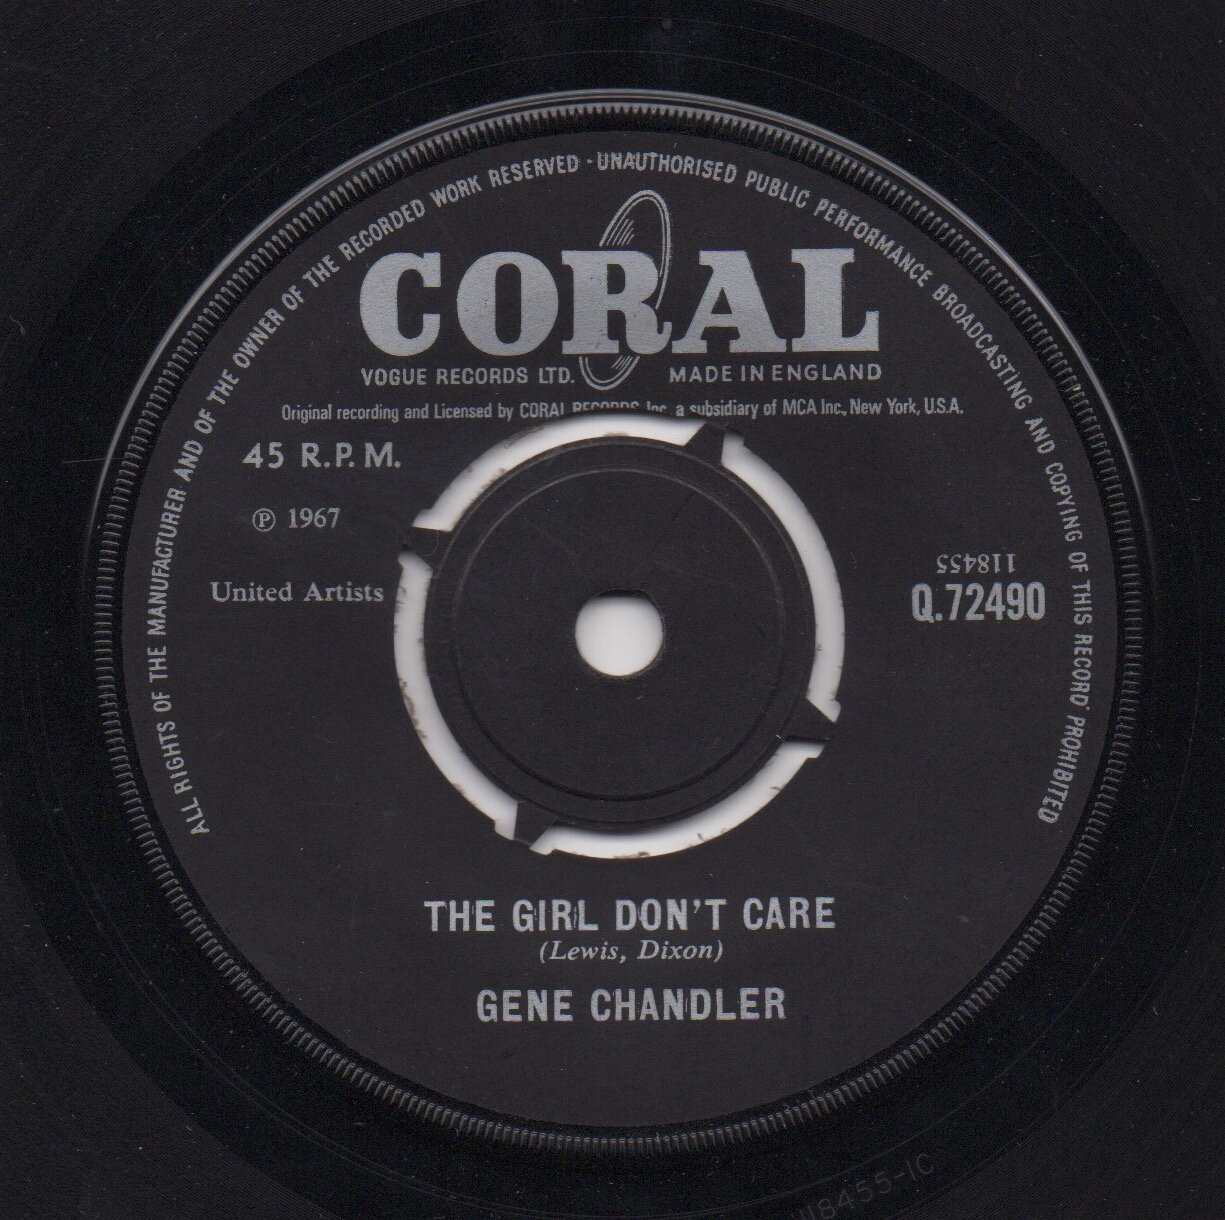 ALL RIGHTS OF THE MANUFACTURER AND OF THE OWNER OF THE RECORDED WORK RESERVED · UNAUTHORISED PUBLIC PERFORMANCE BROADCASTING AND COPYING OF THIS RECORD PROHIBITED
CORAL
VOGUE RECORDS LTD. MADE IN ENGLAND
Original recording and Licensed by CORAL RECORDS Inc. a subsidiary of MCA Inc., New York, U.S.A.
45 R.P.M.
℗ 1967
118455
United Artists
Q.72490
THE GIRL DON'T CARE
(Lewis, Dixon)
GENE CHANDLER
118455-1C